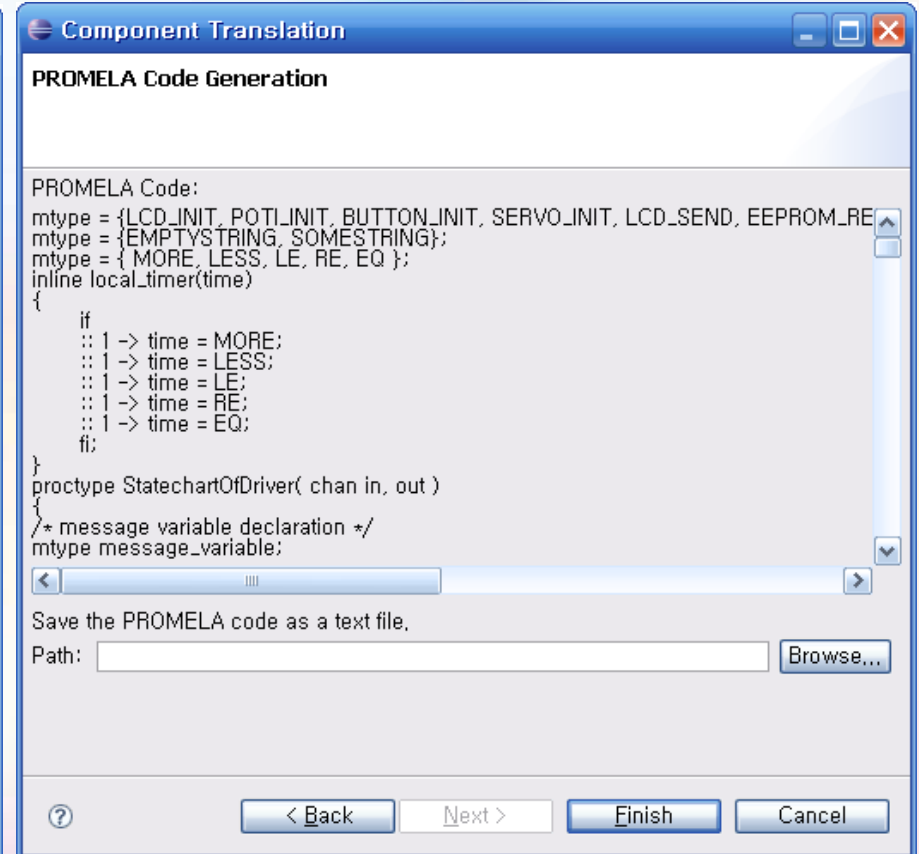 Component Translation
PROMELA Code Generation
PROMELA Code:
mtype = {LCD_INIT, POTI_INIT, BUTTON_INIT, SERVO_INIT, LCD_SEND, EEPROM_RE
mtype = {EMPTYSTRING, SOMESTRING};
mtype = { MORE, LESS, LE, RE, EQ };
inline local_timer(time)
{
if
:: 1 -> time = MORE;
:: 1 -> time = LESS;
:: 1 -> time = LE;
:: 1 -> time = RE;
:: 1 -> time = EQ;
fi;
}
proctype StatechartOfDriver( chan in, out )
{
/* message variable declaration */
mtype message_variable;
Save the PROMELA code as a text file.
Path:
Browse...
?
< Back
Next >
Finish
Cancel